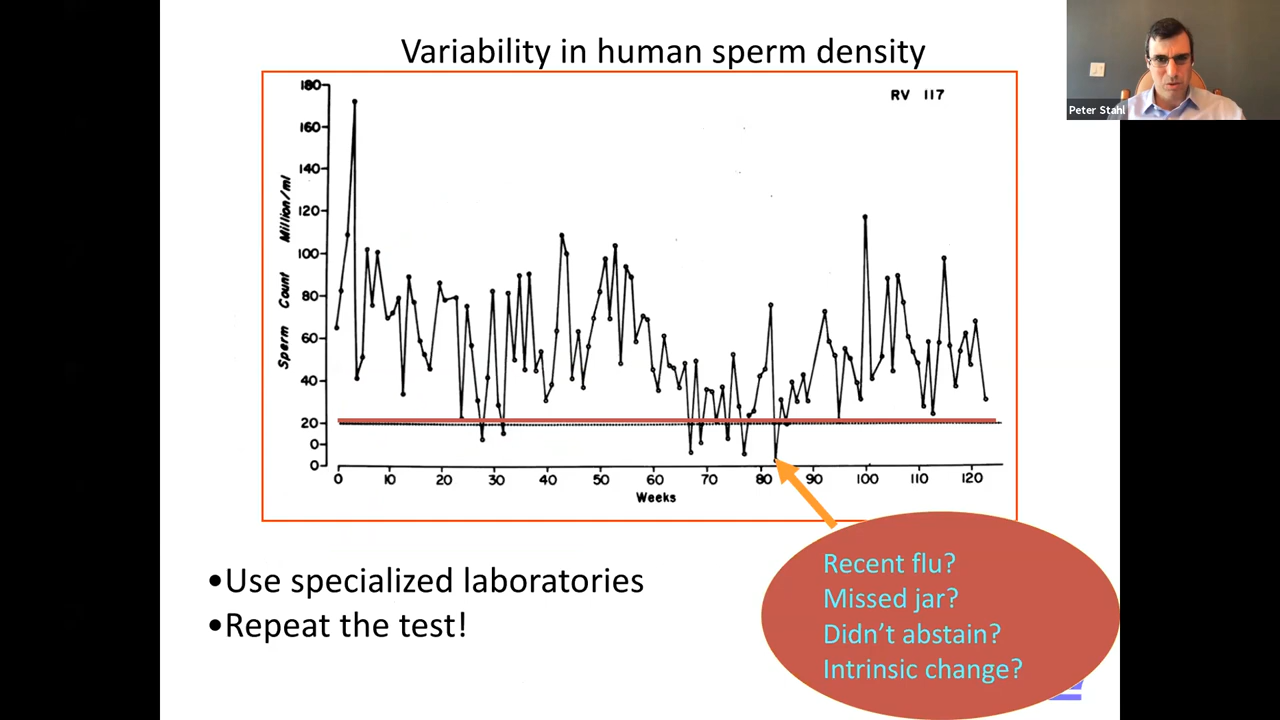 Variability in human sperm density
Peter Stahl
RV 117
180
160
140
120
100
80
60
40
20
0
0
Sperm Count Million/ml
0 10 20 30 40 50 60 70 80 90 100 110 120
Weeks
•Use specialized laboratories
•Repeat the test!
Recent flu?
Missed jar?
Didn’t abstain?
Intrinsic change?